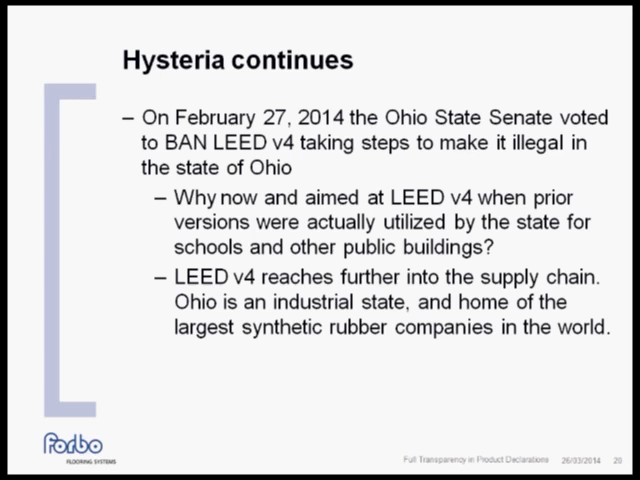 Hysteria continues
– On February 27, 2014 the Ohio State Senate voted
to BAN LEED v4 taking steps to make it illegal in
the state of Ohio
– Why now and aimed at LEED v4 when prior
versions were actually utilized by the state for
schools and other public buildings?
– LEED v4 reaches further into the supply chain.
Ohio is an industrial state, and home of the
largest synthetic rubber companies in the world.
Forbo
FLOORING SYSTEMS
Full Transparency in Product Declarations 26/03/2014 20